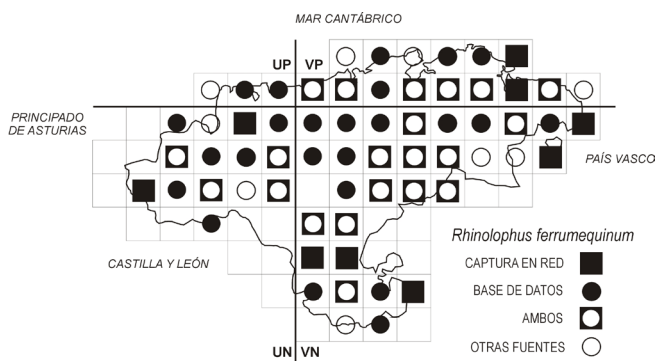 MAR CANTÁBRICO
UP VP
PRINCIPADO
DE ASTURIAS
PAÍS VASCO
CASTILLA Y LEÓN
Rhinolophus ferrumequinum
CAPTURA EN RED
BASE DE DATOS
AMBOS
OTRAS FUENTES
UN VN